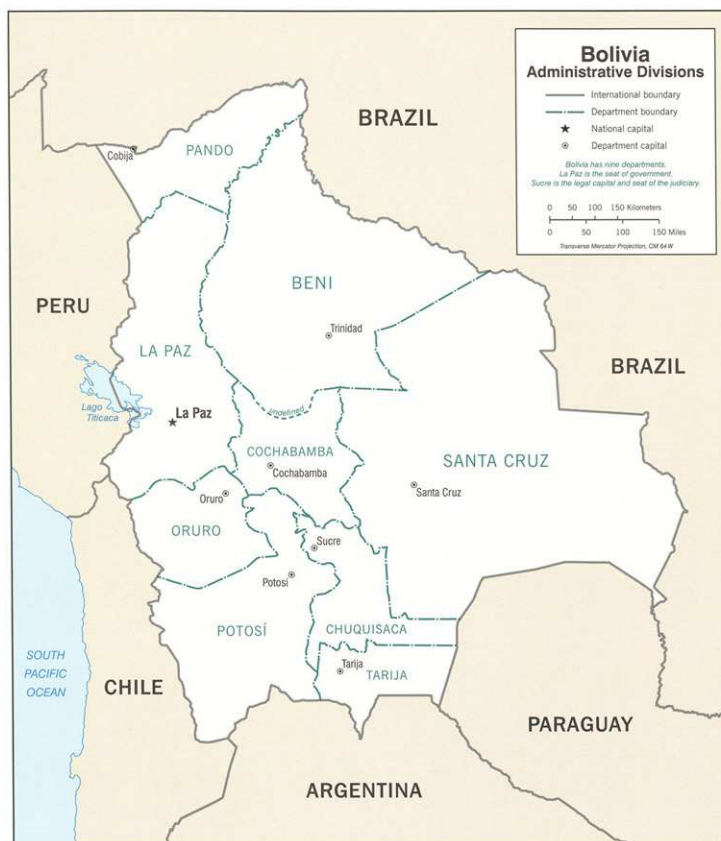 Bolivia
Administrative Divisions
International boundary
Department boundary
National capital
Department capital
Bolivia has nine departments.
La Paz is the seat of government.
Sucre is the legal capital and seat of the judiciary.
0 50 100 150 Kilometers
0 50 100 150 Miles
Transverse Mercator Projection, CM 64 W
BRAZIL
Cobija
PANDO
BENI
PERU
Trinidad
LA PAZ
BRAZIL
Lago
Titicaca
La Paz
undefined
COCHABAMBA
Cochabamba
SANTA CRUZ
Santa Cruz
Oruro
ORURO
Sucre
Potosí
POTOSÍ
CHUQUISACA
SOUTH
PACIFIC
OCEAN
Tarija
TARIJA
CHILE
PARAGUAY
ARGENTINA